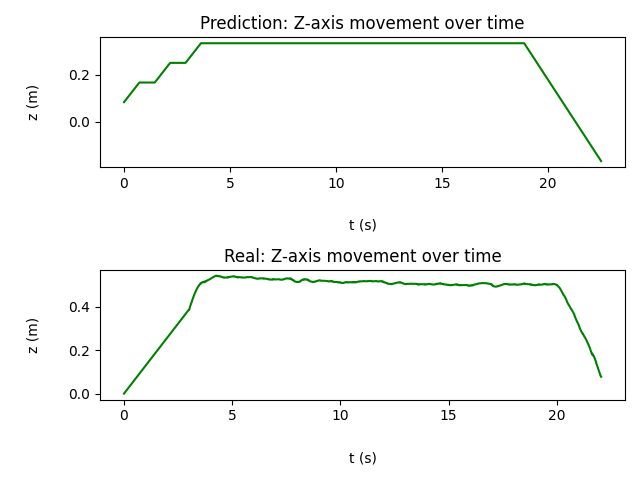 Prediction: Z-axis movement over time
z (m)
0.2
0.0
0 5 10 15 20
t (s)
Real: Z-axis movement over time
z (m)
0.4
0.2
0.0
0 5 10 15 20
t (s)